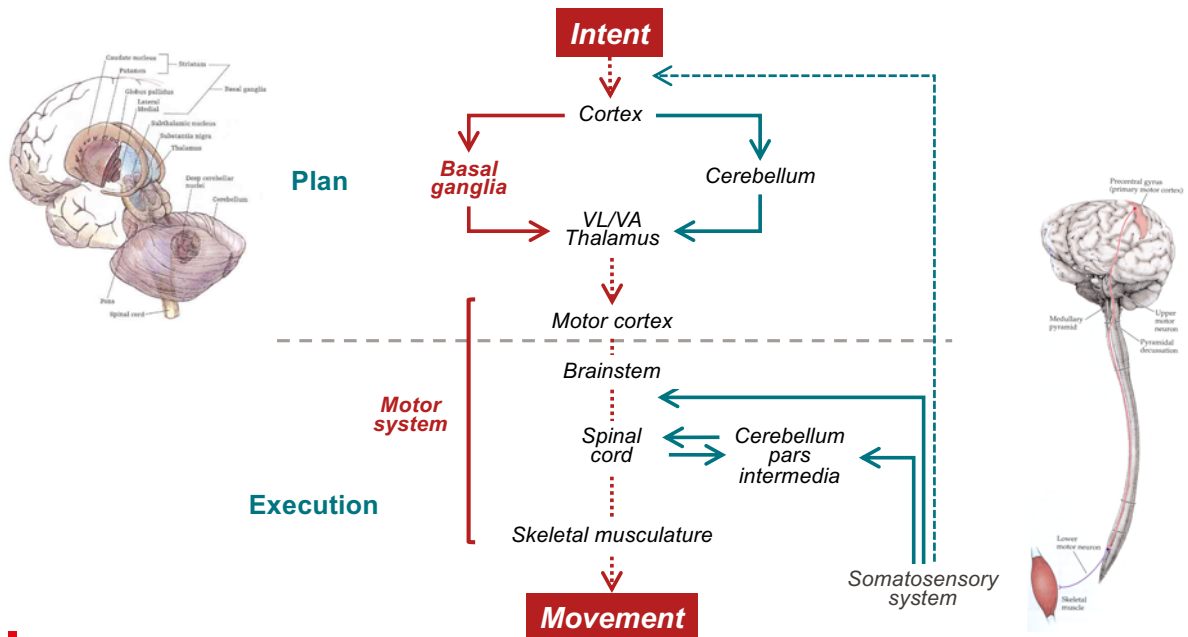 Intent
Caudate nucleus
Putamen
Striatum
Globus pallidus
Lateral
Medial
Basal ganglia
Subthalamic nucleus
Substantia nigra
Thalamus
Deep cerebellar
nuclei
Cerebellum
Pons
Spinal cord
Cortex
Plan
Basal
ganglia
Cerebellum
VL/VA
Thalamus
Motor cortex
Brainstem
Motor
system
Spinal
cord
Cerebellum
pars
intermedia
Execution
Skeletal musculature
Somatosensory
system
Movement
Precentral gyrus
(primary motor cortex)
Medullary
pyramid
Upper
motor
neuron
Pyramidal
decussation
Lower
motor neuron
Skeletal
muscle